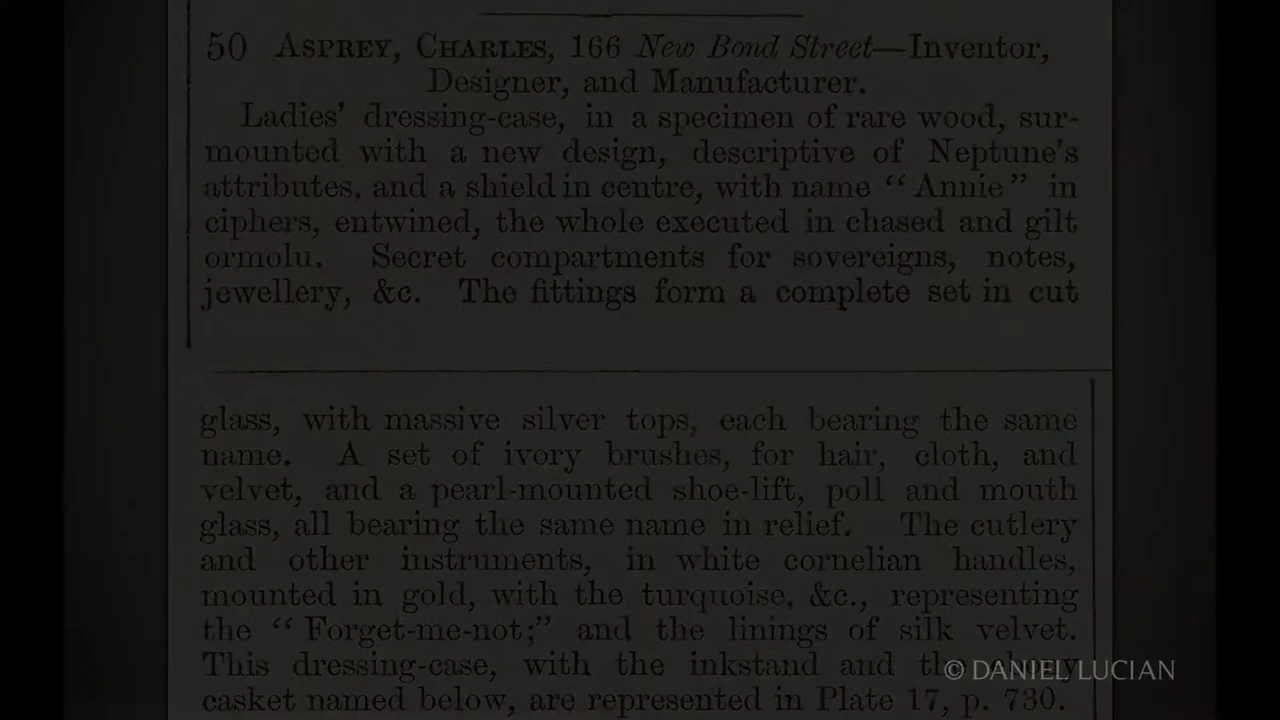 50 ASPREY, CHARLES, 166 New Bond Street—Inventor,
Designer, and Manufacturer.
Ladies' dressing-case, in a specimen of rare wood, sur-
mounted with a new design, descriptive of Neptune's
attributes, and a shield in centre, with name "Annie" in
ciphers, entwined, the whole executed in chased and gilt
ormolu. Secret compartments for sovereigns, notes,
jewellery, &c. The fittings form a complete set in cut
glass, with massive silver tops, each bearing the same
name. A set of ivory brushes, for hair, cloth, and
velvet, and a pearl-mounted shoe-lift, poll and mouth
glass, all bearing the same name in relief. The cutlery
and other instruments, in white cornelian handles,
mounted in gold, with the turquoise, &c., representing
the "Forget-me-not;" and the linings of silk velvet.
This dressing-case, with the inkstand and the
casket named below, are represented in Plate 17, p. 730.
© DANIEL LUCIAN